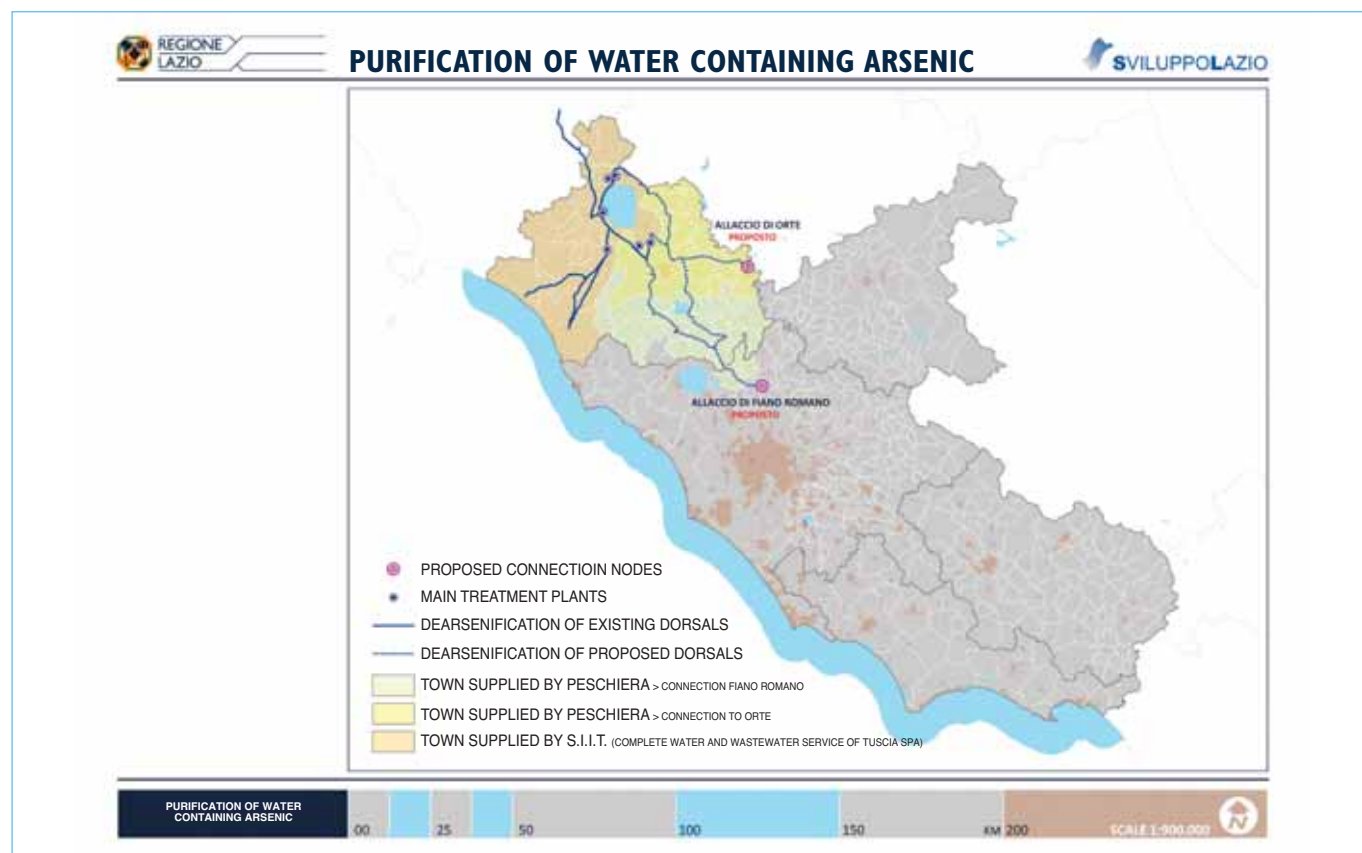 REGIONE
LAZIO
PURIFICATION OF WATER CONTAINING ARSENIC
SVILUPPOLAZIO
ALLACCIO DI ORTE
PROPOSTO
ALLACCIO DI FIANO ROMANO
PROPOSTO
PROPOSED CONNECTIOIN NODES
MAIN TREATMENT PLANTS
DEARSENIFICATION OF EXISTING DORSALS
DEARSENIFICATION OF PROPOSED DORSALS
TOWN SUPPLIED BY PESCHIERA > CONNECTION FIANO ROMANO
TOWN SUPPLIED BY PESCHIERA > CONNECTION TO ORTE
TOWN SUPPLIED BY S.I.I.T. (COMPLETE WATER AND WASTEWATER SERVICE OF TUSCIA SPA)
PURIFICATION OF WATER
CONTAINING ARSENIC
00 25 50 100 150 KM 200 SCALE 1:900.000 N